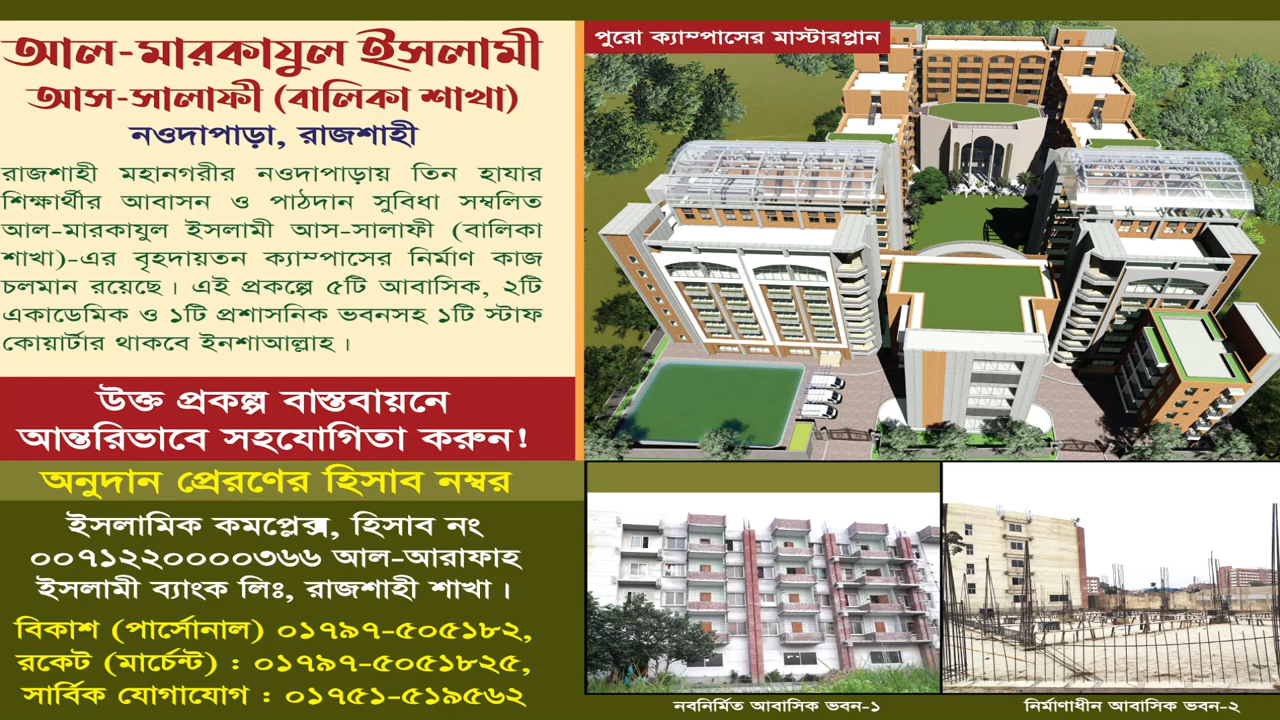 আল-মারকাযুল ইসলামী
আস-সালাফী (বালিকা শাখা)
নওদাপাড়া, রাজশাহী
রাজশাহী মহানগরীর নওদাপাড়ায় তিন হাযার
শিক্ষার্থীর আবাসন ও পাঠদান সুবিধা সম্বলিত
আল-মারকাযুল ইসলামী আস-সালাফী (বালিকা
শাখা)-এর বৃহদায়তন ক্যাম্পাসের নির্মাণ কাজ
চলমান রয়েছে। এই প্রকল্পে ৫টি আবাসিক, ২টি
একাডেমিক ও ১টি প্রশাসনিক ভবনসহ ১টি স্টাফ
কোয়ার্টার থাকবে ইনশাআল্লাহ।
উক্ত প্রকল্প বাস্তবায়নে
আন্তরিভাবে সহযোগিতা করুন!
অনুদান প্রেরণের হিসাব নম্বর
ইসলামিক কমপ্লেক্স, হিসাব নং
০০৭১২২০০০০৩৬৬ আল-আরাফাহ
ইসলামী ব্যাংক লিঃ, রাজশাহী শাখা।
বিকাশ (পার্সোনাল) ০১৭৯৭-৫০৫১৮২,
রকেট (মার্চেন্ট) : ০১৭৯৭-৫০৫১৮২৫,
সার্বিক যোগাযোগ : ০১৭৫১-৫১৯৫৬২
পুরো ক্যাম্পাসের মাস্টারপ্লান
নবনির্মিত আবাসিক ভবন-১
নির্মাণাধীন আবাসিক ভবন-২